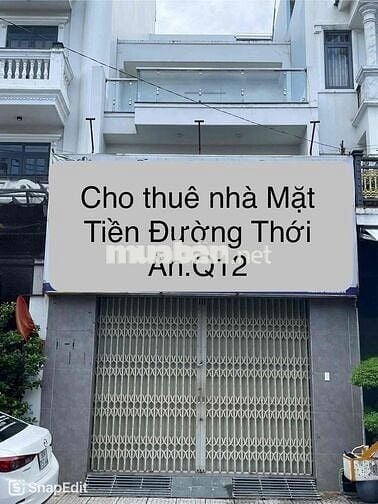 Cho thuê nhà Mặt
Tiền Đường Thới
muaban.net
An.Q12
SnapEdit